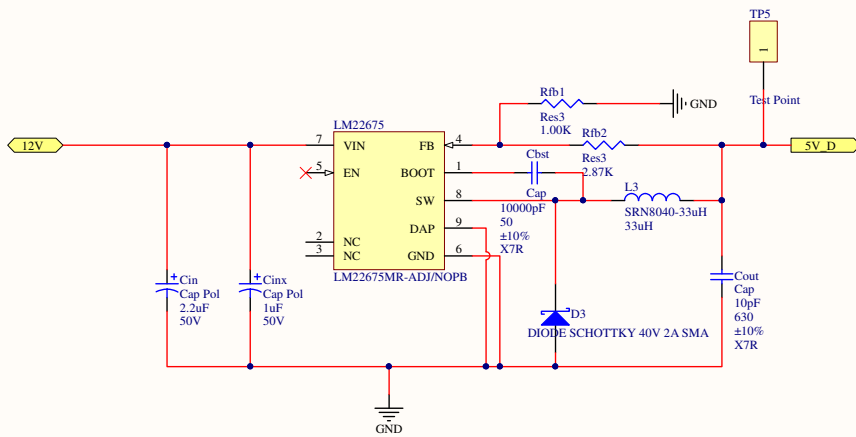 TP5
1
Test Point
Rfb1
Res3
1.00K
GND
LM22675
12V
7
VIN
FB
4
Rfb2
Res3
2.87K
5V_D
5
EN
BOOT
1
Cbst
Cap
10000pF
50
±10%
X7R
SW
8
L3
SRN8040-33uH
33uH
DAP
9
2
NC
3
NC
GND
6
LM22675MR-ADJ/NOPB
Cin
Cap Pol
2.2uF
50V
Cinx
Cap Pol
1uF
50V
Cout
Cap
10pF
630
±10%
X7R
D3
DIODE SCHOTTKY 40V 2A SMA
GND